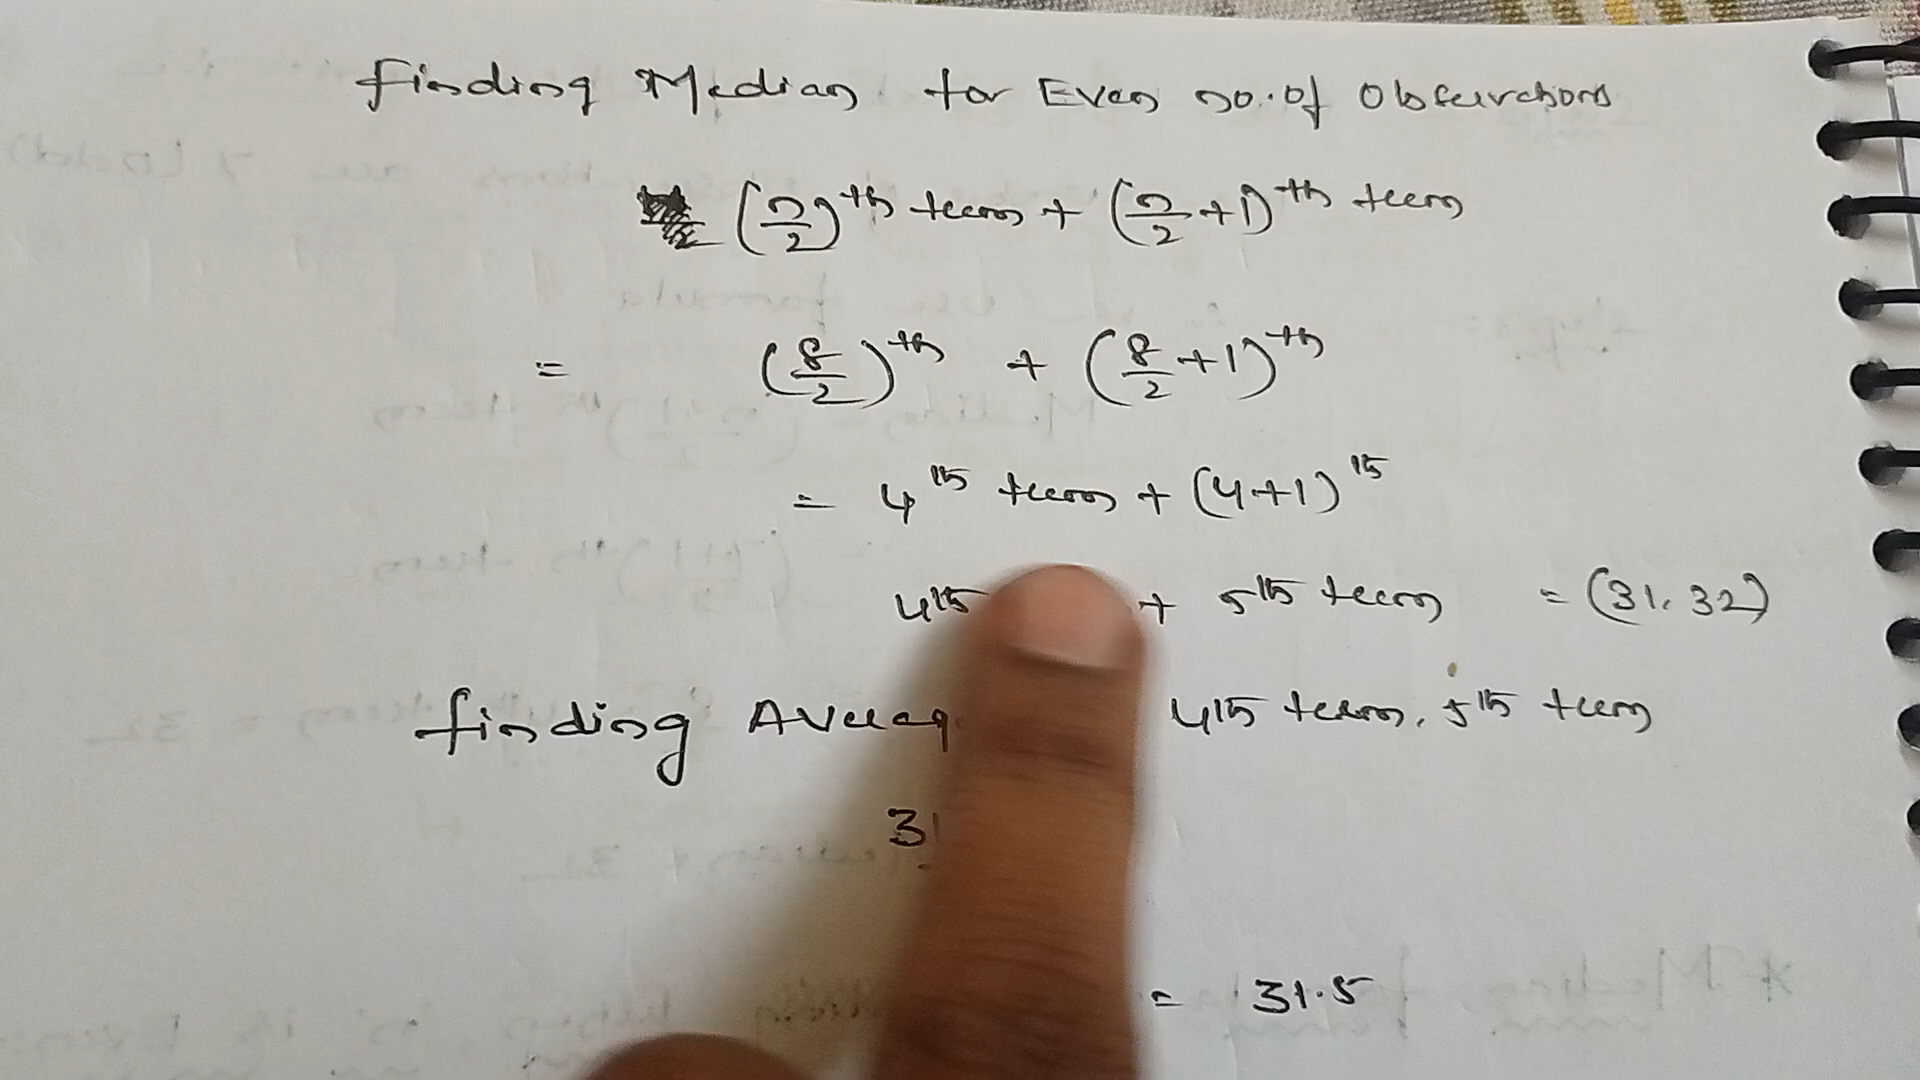 Finding Median for Even no. of Observations
(n/2)th term + (n/2 + 1)th term
= (8/2)th + (8/2 + 1)th
= 4th term + (4+1)th
4th + 5th term = (31, 32)
finding 4th term, 5th term
= 31.5